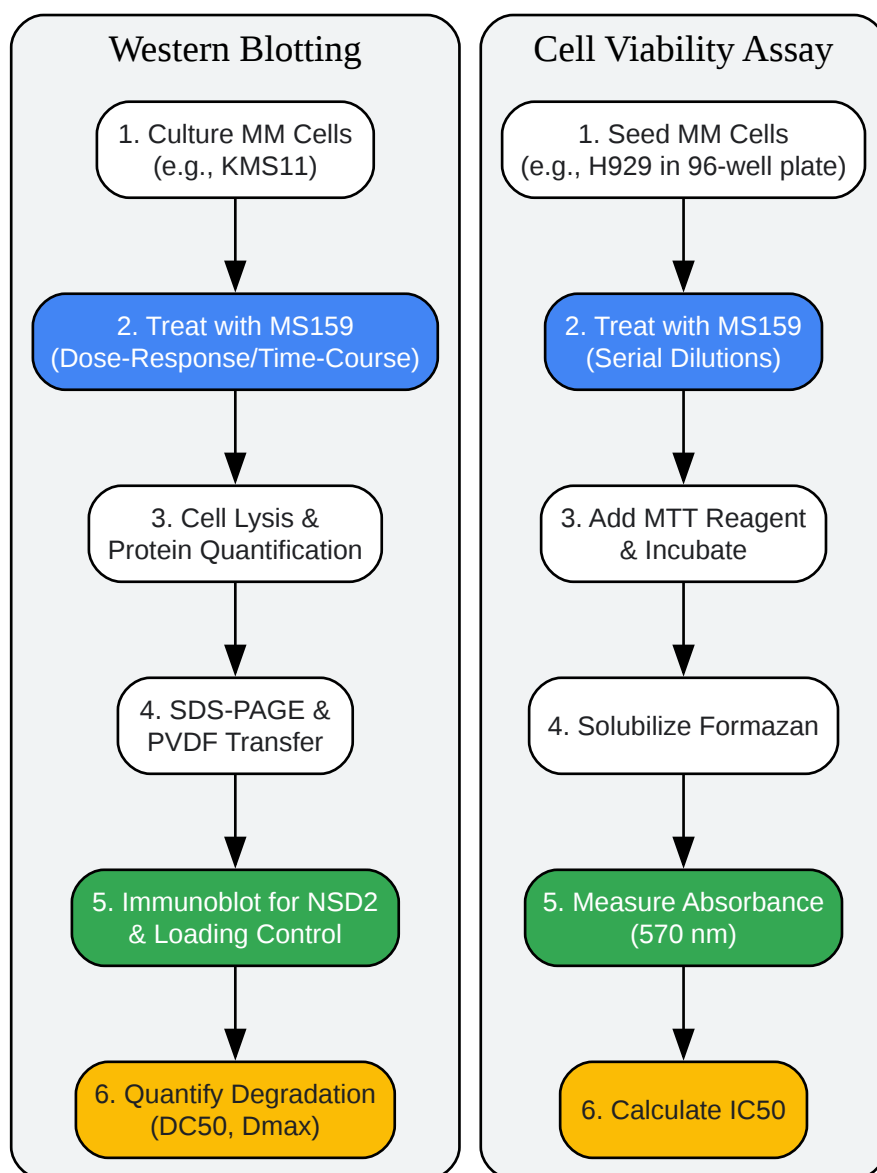 Western Blotting
1. Culture MM Cells
(e.g., KMS11)
2. Treat with MS159
(Dose-Response/Time-Course)
3. Cell Lysis &
Protein Quantification
4. SDS-PAGE &
PVDF Transfer
5. Immunoblot for NSD2
& Loading Control
6. Quantify Degradation
(DC50, Dmax)
Cell Viability Assay
1. Seed MM Cells
(e.g., H929 in 96-well plate)
2. Treat with MS159
(Serial Dilutions)
3. Add MTT Reagent
& Incubate
4. Solubilize Formazan
5. Measure Absorbance
(570 nm)
6. Calculate IC50